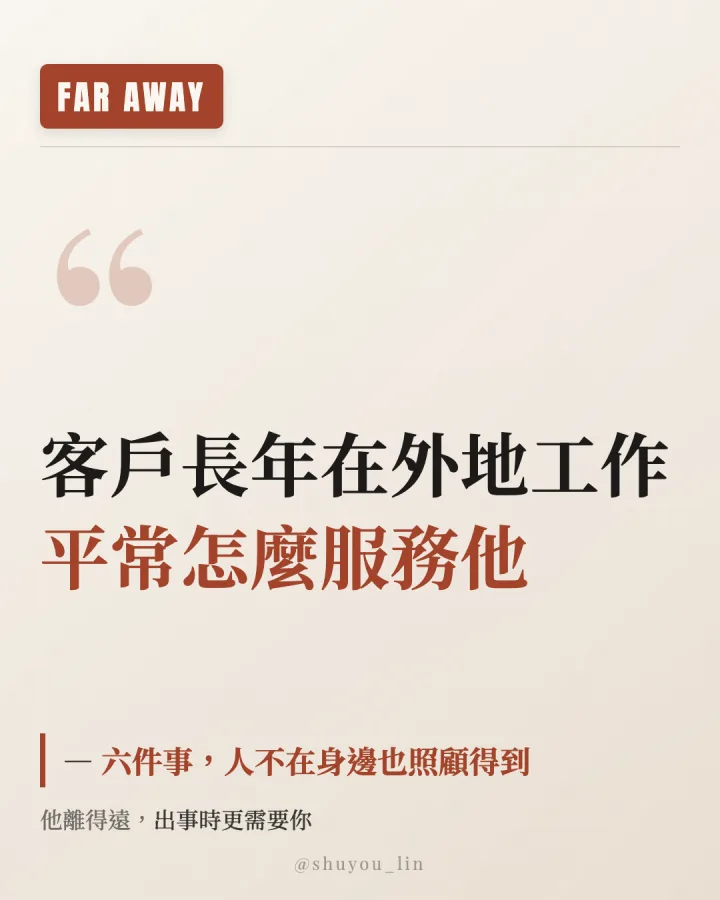 FAR AWAY
“
客戶長年在外地工作
平常怎麼服務他
— 六件事，人不在身邊也照顧得到
他離得遠，出事時更需要你
@shuyou_lin